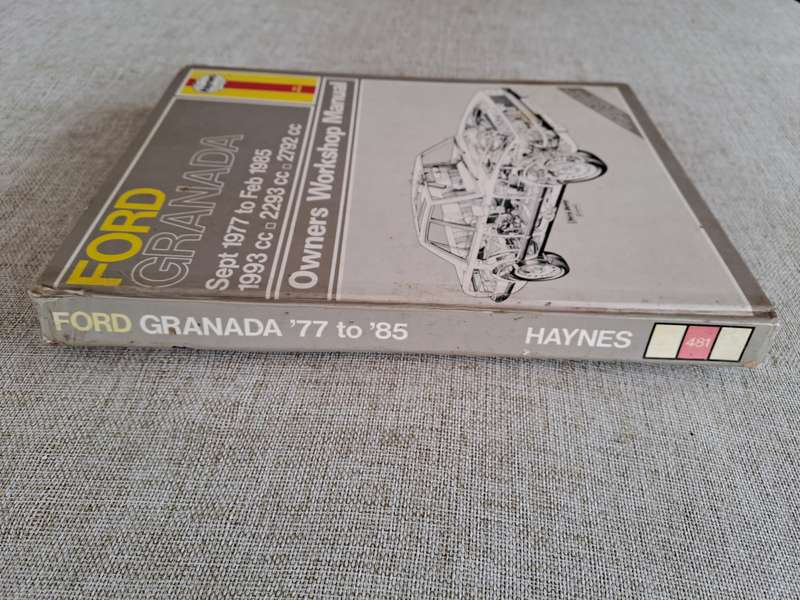 FORD
GRANADA
Sept 1977 to Feb 1985
1993 cc □ 2293 cc □ 2792 cc
Owners Workshop Manual
FORD GRANADA '77 to '85
HAYNES
481